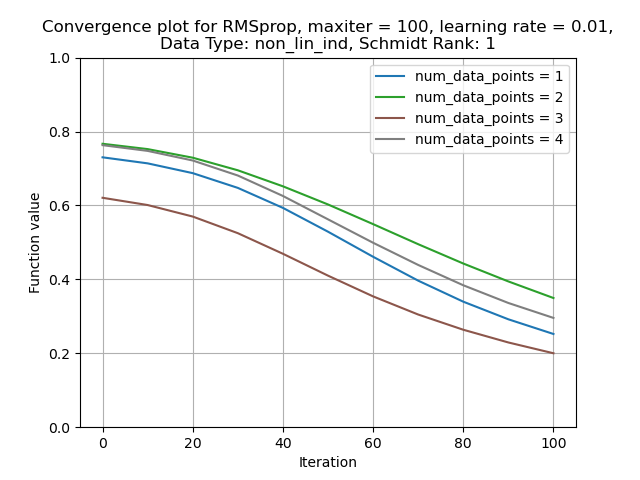 Convergence plot for RMSprop, maxiter = 100, learning rate = 0.01,
Data Type: non_lin_ind, Schmidt Rank: 1
num_data_points = 1
num_data_points = 2
num_data_points = 3
num_data_points = 4
Function value
1.0
0.8
0.6
0.4
0.2
0.0
0 20 40 60 80 100
Iteration